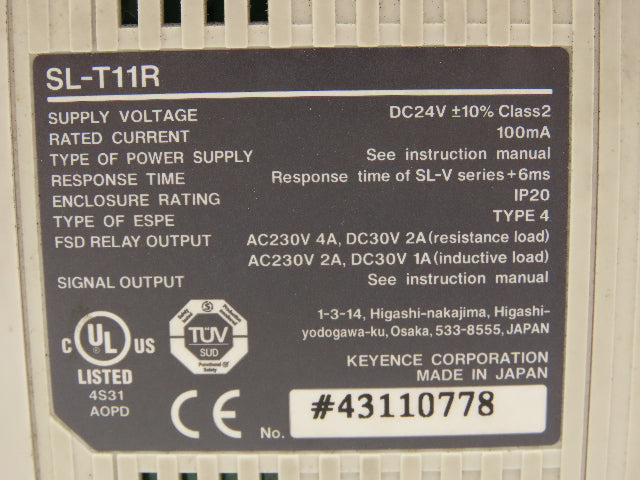 SL-T11R
SUPPLY VOLTAGE DC24V ±10% Class2
RATED CURRENT 100mA
TYPE OF POWER SUPPLY See instruction manual
RESPONSE TIME Response time of SL-V series+6ms
ENCLOSURE RATING IP20
TYPE OF ESPE TYPE 4
FSD RELAY OUTPUT AC230V 4A, DC30V 2A(resistance load)
AC230V 2A, DC30V 1A(inductive load)
SIGNAL OUTPUT See instruction manual
1-3-14, Higashi-nakajima, Higashi-
yodogawa-ku, Osaka, 533-8555, JAPAN
KEYENCE CORPORATION
MADE IN JAPAN
C UL US
LISTED
4S31
AOPD
TÜV
SUD
Functional
Safety
CE
No. #43110778